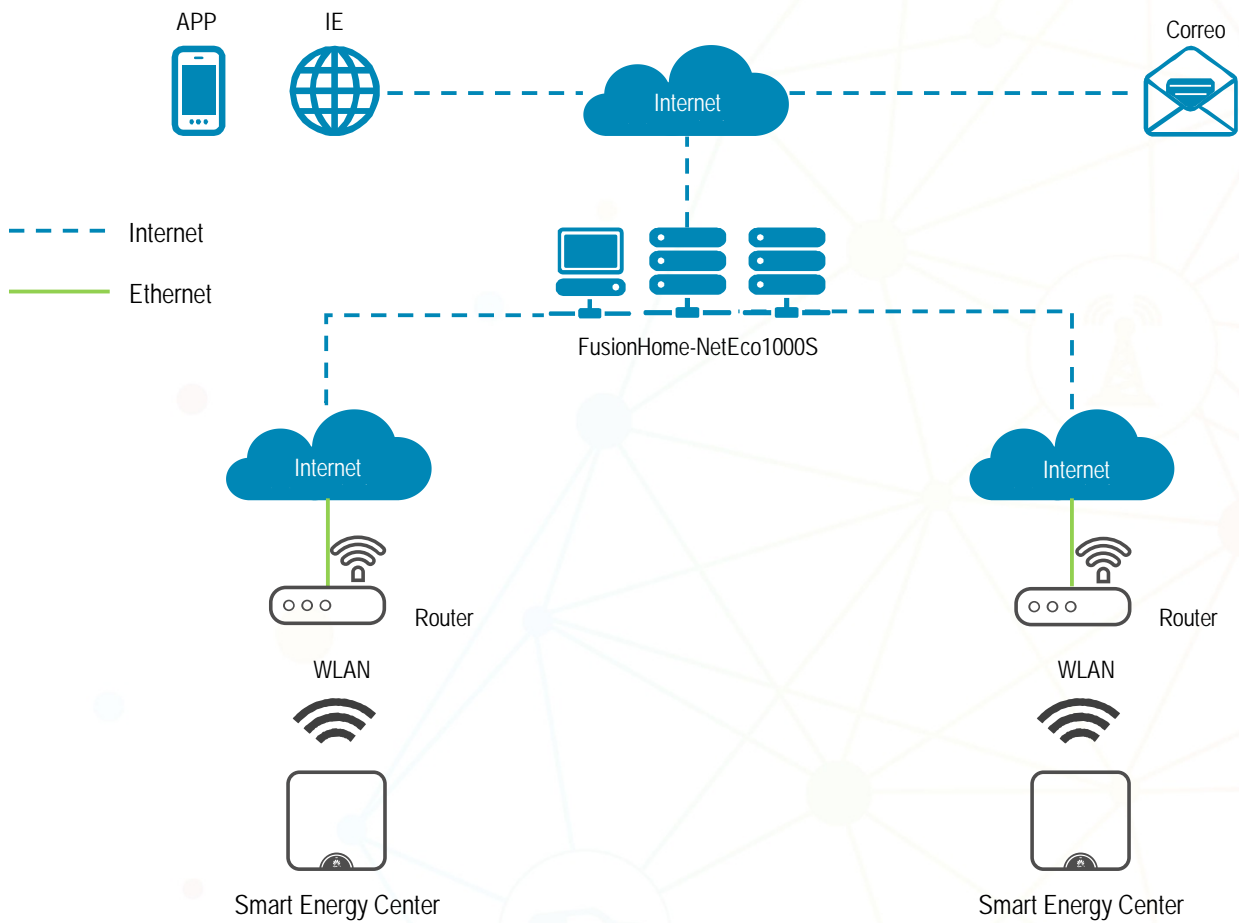 APP
IE
Correo
Internet
Internet
Ethernet
FusionHome-NetEco1000S
Internet
Internet
Router
Router
WLAN
WLAN
Smart Energy Center
Smart Energy Center